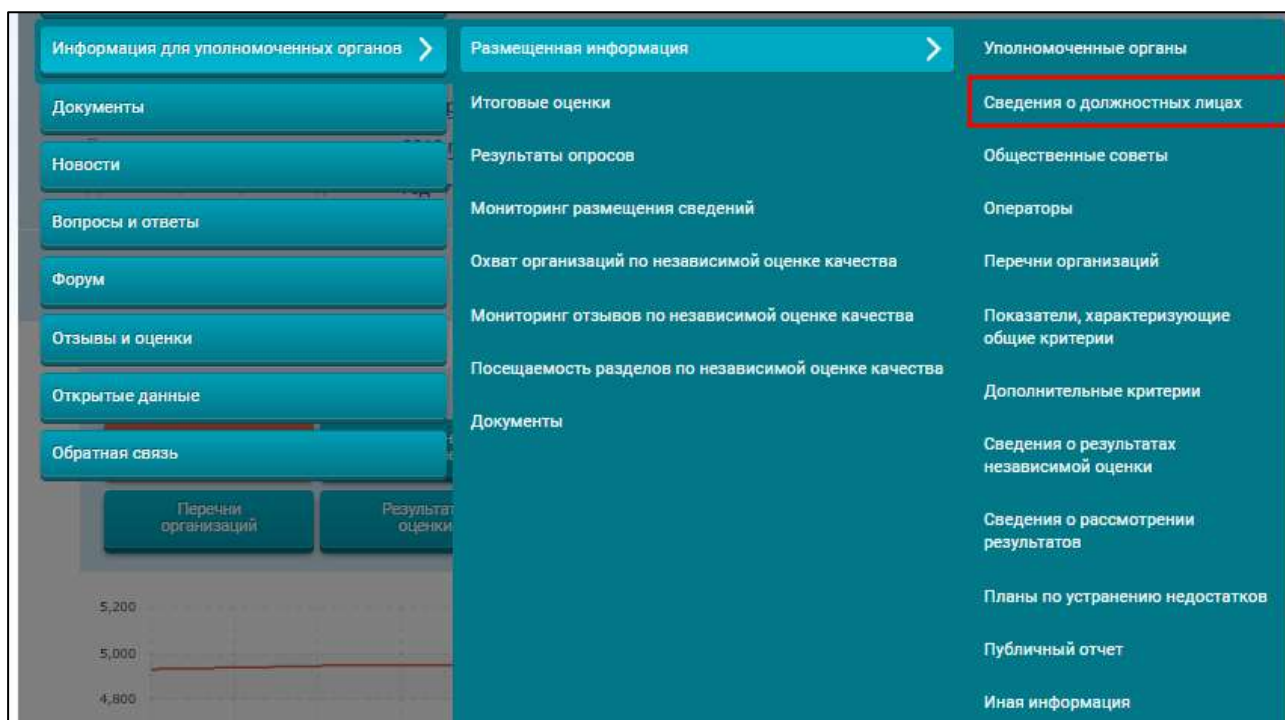 Информация для уполномоченных органов
Документы
Новости
Вопросы и ответы
Форум
Отзывы и оценки
Открытые данные
Обратная связь
Размещенная информация
Итоговые оценки
Результаты опросов
Мониторинг размещения сведений
Охват организаций по независимой оценке качества
Мониторинг отзывов по независимой оценке качества
Посещаемость разделов по независимой оценке качества
Документы
Уполномоченные органы
Сведения о должностных лицах
Общественные советы
Операторы
Перечни организаций
Показатели, характеризующие
общие критерии
Дополнительные критерии
Сведения о результатах
независимой оценки
Сведения о рассмотрении
результатов
Планы по устранению недостатков
Публичный отчет
Иная информация
Перечни
организаций
5,200
5,000
4,800